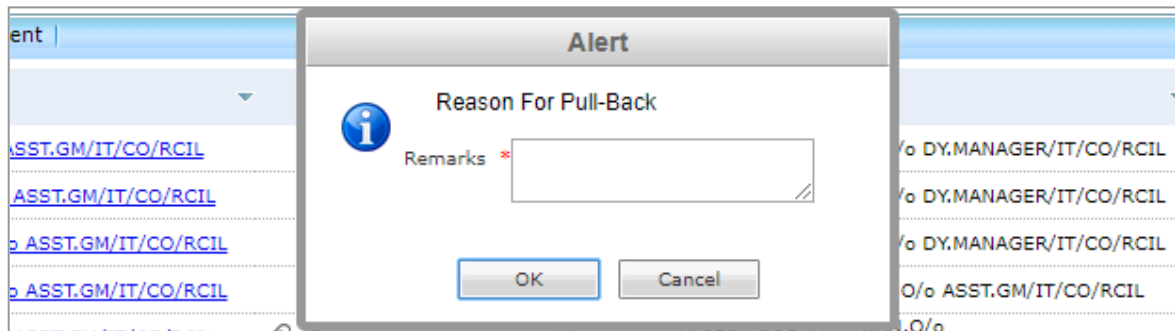 ent |
Alert
Reason For Pull-Back
Remarks *
ASST.GM/IT/CO/RCIL
/o DY.MANAGER/IT/CO/RCIL
ASST.GM/IT/CO/RCIL
/o DY.MANAGER/IT/CO/RCIL
o ASST.GM/IT/CO/RCIL
/o DY.MANAGER/IT/CO/RCIL
OK Cancel
o ASST.GM/IT/CO/RCIL
O/o ASST.GM/IT/CO/RCIL
.O/o